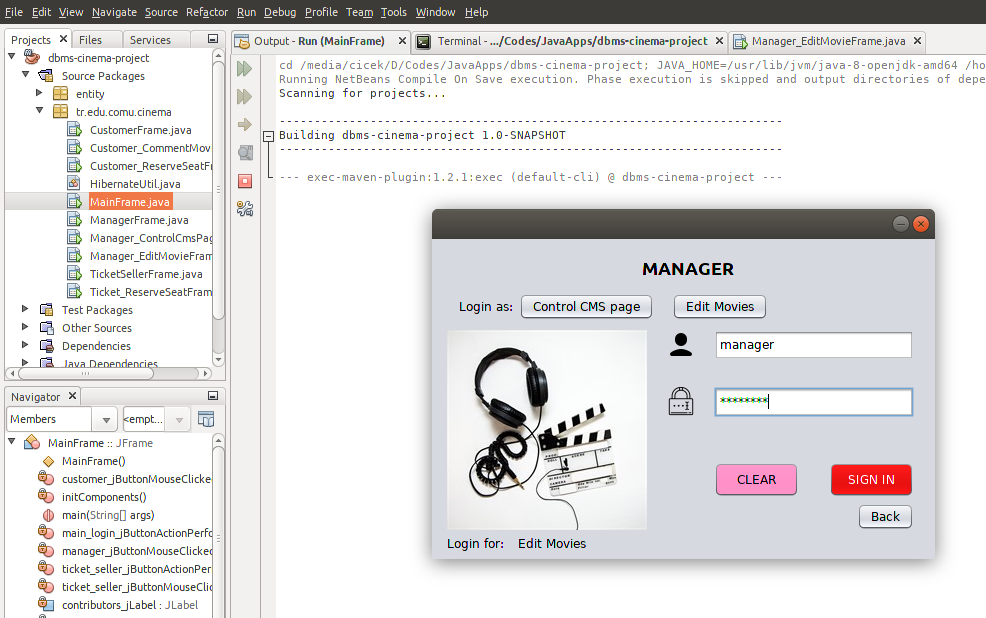 File Edit View Navigate Source Refactor Run Debug Profile Team Tools Window Help
Projects Files Services
dbms-cinema-project
Source Packages
entity
tr.edu.comu.cinema
CustomerFrame.java
Customer_CommentMov
Customer_ReserveSeatFr
HibernateUtil.java
MainFrame.java
ManagerFrame.java
Manager_ControlCmsPag
Manager_EditMovieFram
TicketSellerFrame.java
Ticket_ReserveSeatFram
Test Packages
Other Sources
Dependencies
Java Dependencies
Navigator
Members <empt...
MainFrame :: JFrame
MainFrame()
customer_jButtonMouseClicke
initComponents()
main(String[] args)
main_login_jButtonActionPerfo
manager_jButtonMouseClicked
ticket_seller_jButtonActionPer
ticket_seller_jButtonMouseClic
contributors_jLabel : JLabel
Output - Run (MainFrame) Terminal - .../Codes/JavaApps/dbms-cinema-project Manager_EditMovieFrame.java
cd /media/cicek/D/Codes/JavaApps/dbms-cinema-project; JAVA_HOME=/usr/lib/jvm/java-8-openjdk-amd64 /ho
Running NetBeans Compile On Save execution. Phase execution is skipped and output directories of depe
Scanning for projects...
------------------------------------------------------------------------
Building dbms-cinema-project 1.0-SNAPSHOT
------------------------------------------------------------------------
--- exec-maven-plugin:1.2.1:exec (default-cli) @ dbms-cinema-project ---
MANAGER
Login as: Control CMS page Edit Movies
manager
********
CLEAR SIGN IN
Back
Login for: Edit Movies